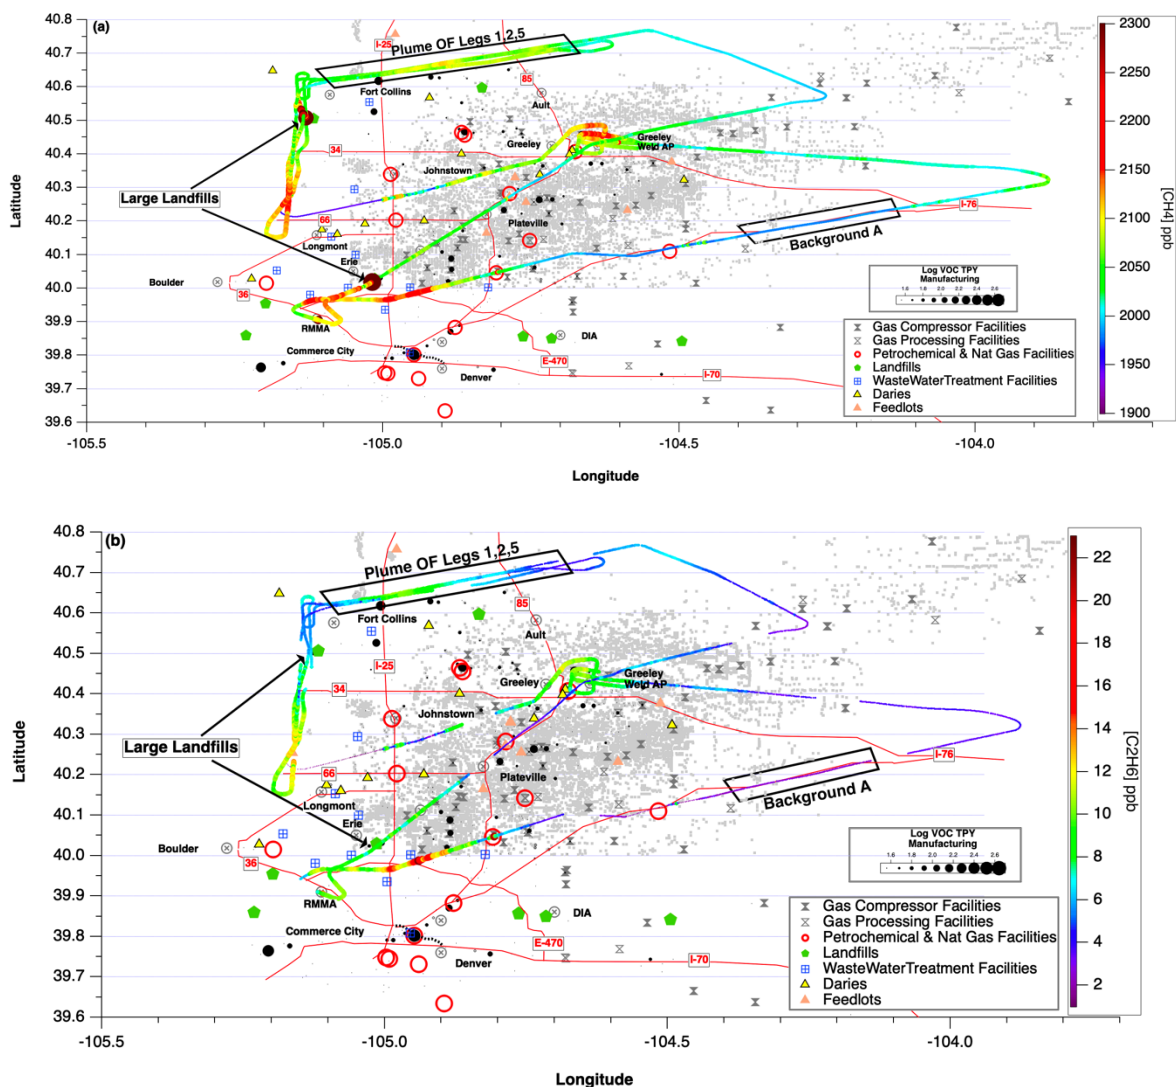 (a)
40.8
40.7
40.6
40.5
40.4
40.3
40.2
40.1
40.0
39.9
39.8
39.7
39.6
Latitude
-105.5
-105.0
-104.5
-104.0
Longitude
Plume OF Legs 1,2,5
I-25
85
Fort Collins
Ault
Greeley
Greeley
Weld AP
34
Johnstown
Large Landfills
66
Plateville
I-76
Longmont
Background A
Erie
Boulder
36
RMMA
Commerce City
DIA
E-470
Denver
I-70
Log VOC TPY
Manufacturing
1.6 1.8 2.0 2.2 2.4 2.6
Gas Compressor Facilities
Gas Processing Facilities
Petrochemical & Nat Gas Facilities
Landfills
WasteWaterTreatment Facilities
Daries
Feedlots
2300
2250
2200
2150
2100
2050
2000
1950
1900
[CH4] ppb
(b)
40.8
40.7
40.6
40.5
40.4
40.3
40.2
40.1
40.0
39.9
39.8
39.7
39.6
Latitude
-105.5
-105.0
-104.5
-104.0
Longitude
Plume OF Legs 1,2,5
85
Fort Collins
Ault
I-25
Greeley
Greeley
Weld AP
34
Johnstown
Large Landfills
66
Plateville
I-76
Longmont
Background A
Erie
Boulder
36
RMMA
Commerce City
DIA
E-470
Denver
I-70
Log VOC TPY
Manufacturing
1.6 1.8 2.0 2.2 2.4 2.6
Gas Compressor Facilities
Gas Processing Facilities
Petrochemical & Nat Gas Facilities
Landfills
WasteWaterTreatment Facilities
Daries
Feedlots
22
20
18
16
14
12
10
8
6
4
2
[C2H6] ppb